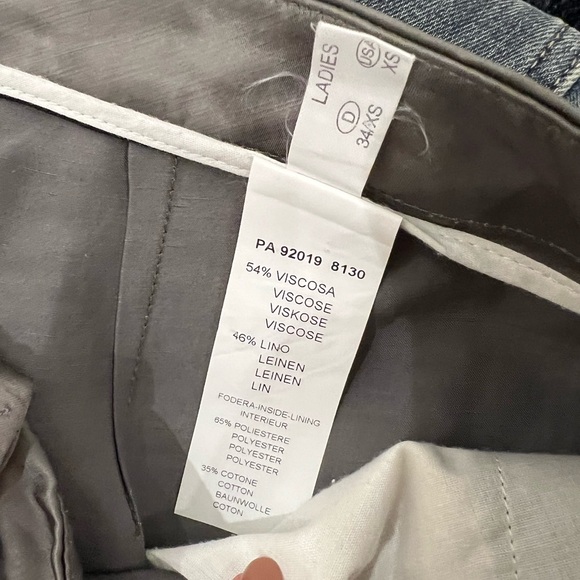 LADIES
USA
XS
D
34/XS
PA 92019 8130
54% VISCOSA
VISCOSE
VISKOSE
VISCOSE
46% LINO
LEINEN
LEINEN
LIN
FODERA-INSIDE-LINING
INTERIEUR
65% POLIESTERE
POLYESTER
POLYESTER
POLYESTER
35% COTONE
COTTON
BAUMWOLLE
COTON